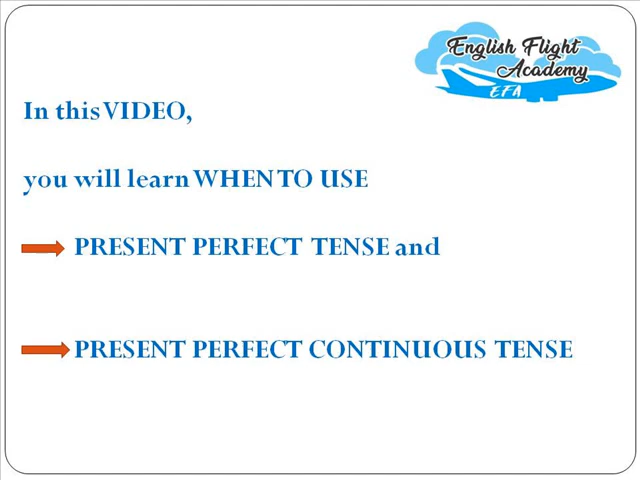 English Flight
Academy
EFA
In this VIDEO,
you will learn WHEN TO USE
PRESENT PERFECT TENSE and
PRESENT PERFECT CONTINUOUS TENSE